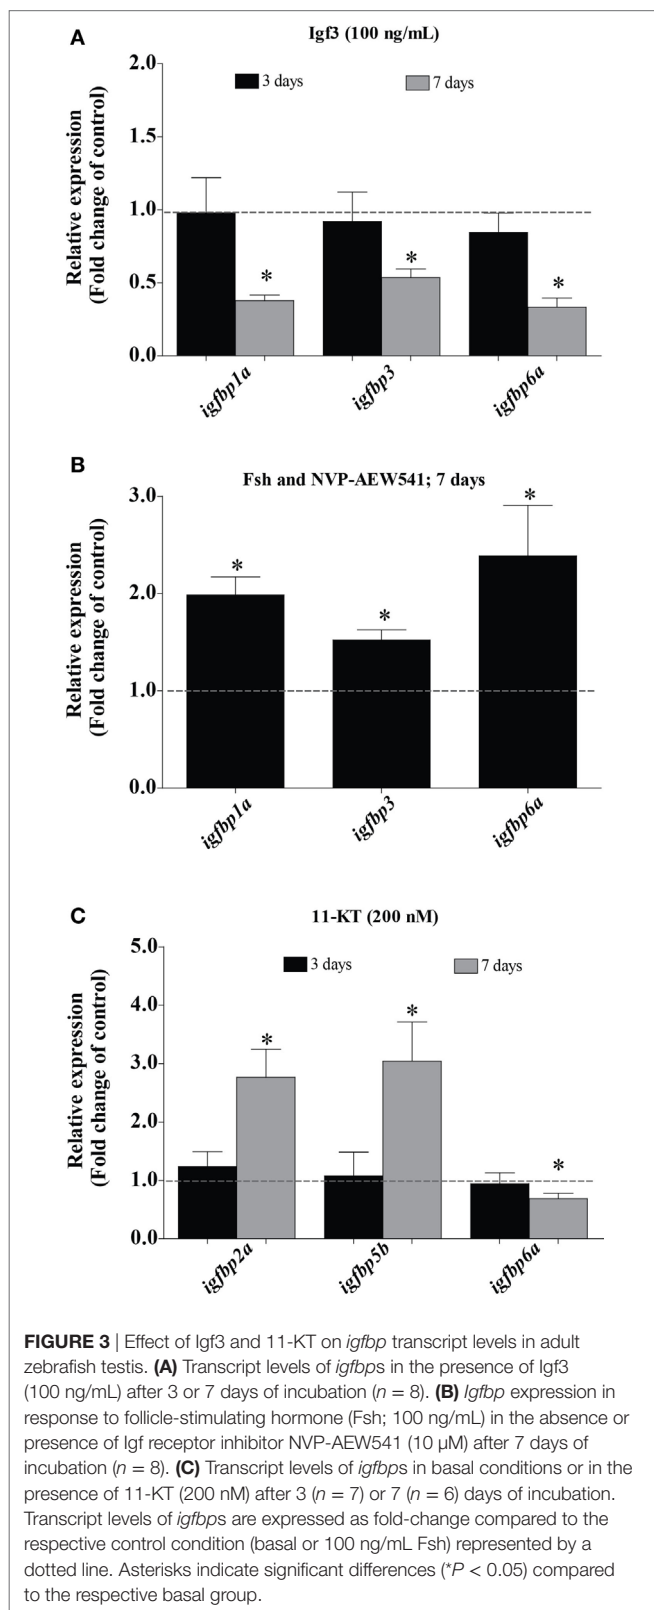 A
Igf3 (100 ng/mL)
Relative expression
(Fold change of control)
2.0
1.5
1.0
0.5
0.0
3 days
7 days
*
*
*
igfbp1a
igfbp3
igfbp6a
B
Fsh and NVP-AEW541; 7 days
Relative expression
(Fold change of control)
3.0
2.0
1.0
0.0
*
*
*
igfbp1a
igfbp3
igfbp6a
C
11-KT (200 nM)
Relative expression
(Fold change of control)
5.0
4.0
3.0
2.0
1.0
0.0
3 days
7 days
*
*
*
igfbp2a
igfbp5b
igfbp6a
FIGURE 3 | Effect of Igf3 and 11-KT on igfbp transcript levels in adult
zebrafish testis. (A) Transcript levels of igfbps in the presence of Igf3
(100 ng/mL) after 3 or 7 days of incubation (n = 8). (B) Igfbp expression in
response to follicle-stimulating hormone (Fsh; 100 ng/mL) in the absence or
presence of Igf receptor inhibitor NVP-AEW541 (10 µM) after 7 days of
incubation (n = 8). (C) Transcript levels of igfbps in basal conditions or in the
presence of 11-KT (200 nM) after 3 (n = 7) or 7 (n = 6) days of incubation.
Transcript levels of igfbps are expressed as fold-change compared to the
respective control condition (basal or 100 ng/mL Fsh) represented by a
dotted line. Asterisks indicate significant differences (*P < 0.05) compared
to the respective basal group.